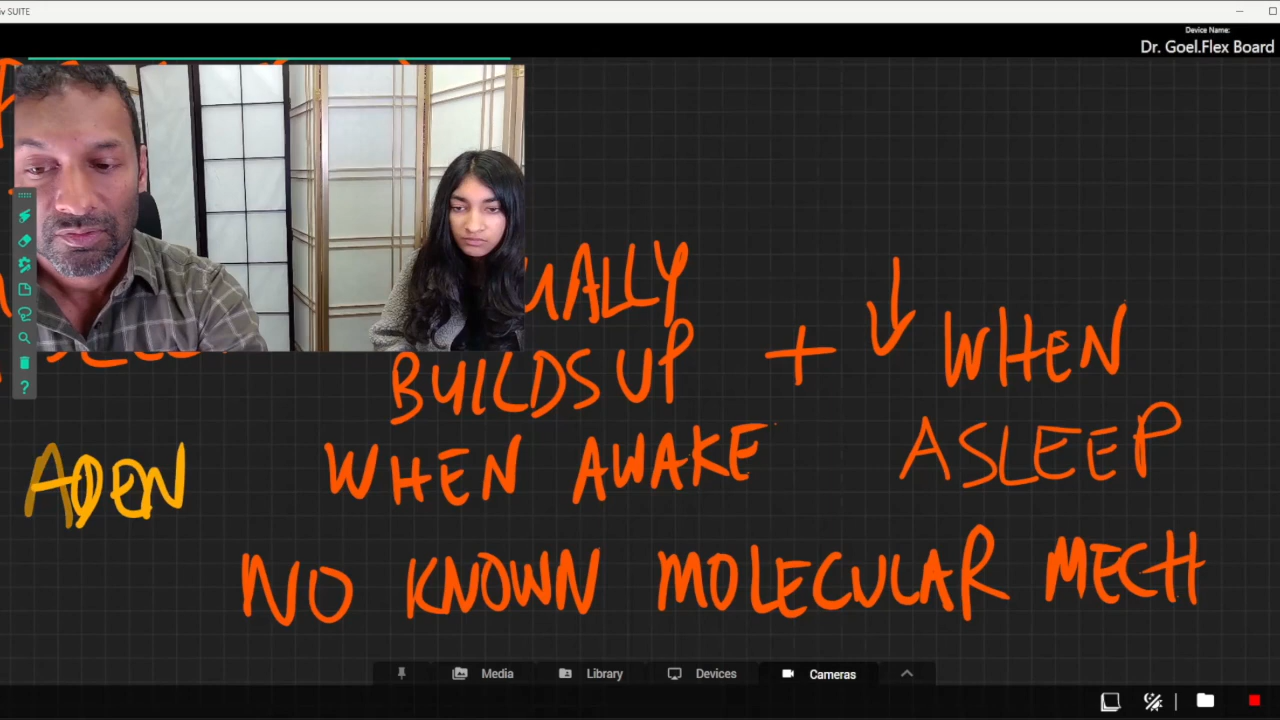 iv SUITE
Device Name:
Dr. Goel.Flex Board
UALLY
BUILDS UP + ↓ WHEN
WHEN AWAKE ASLEEP
ADEN
NO KNOWN MOLECULAR MECH
Media Library Devices Cameras